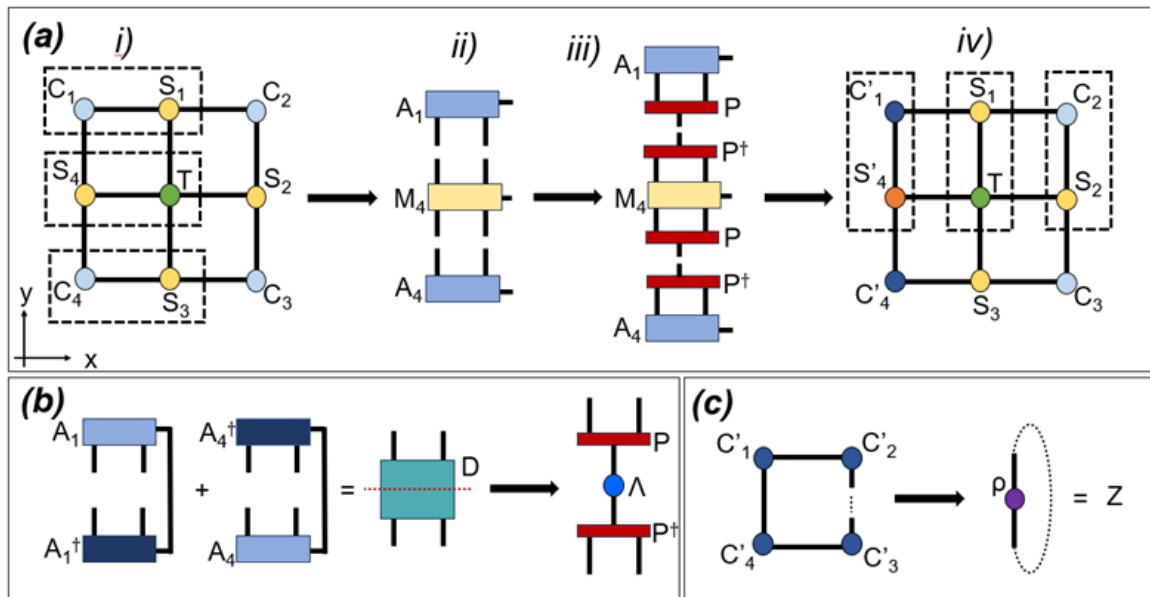 (a)
i)
ii)
iii)
iv)
C₁ S₁ C₂
S₄ T S₂
C₄ S₃ C₃
y
x
A₁
M₄
A₄
A₁
P
P†
M₄
P
P†
A₄
C'₁ S₁ C₂
S'₄ T S₂
C'₄ S₃ C₃
(b)
A₁ A₄†
+ = D
A₁† A₄
P
Λ
P†
(c)
C'₁ C'₂
C'₄ C'₃
ρ = Z